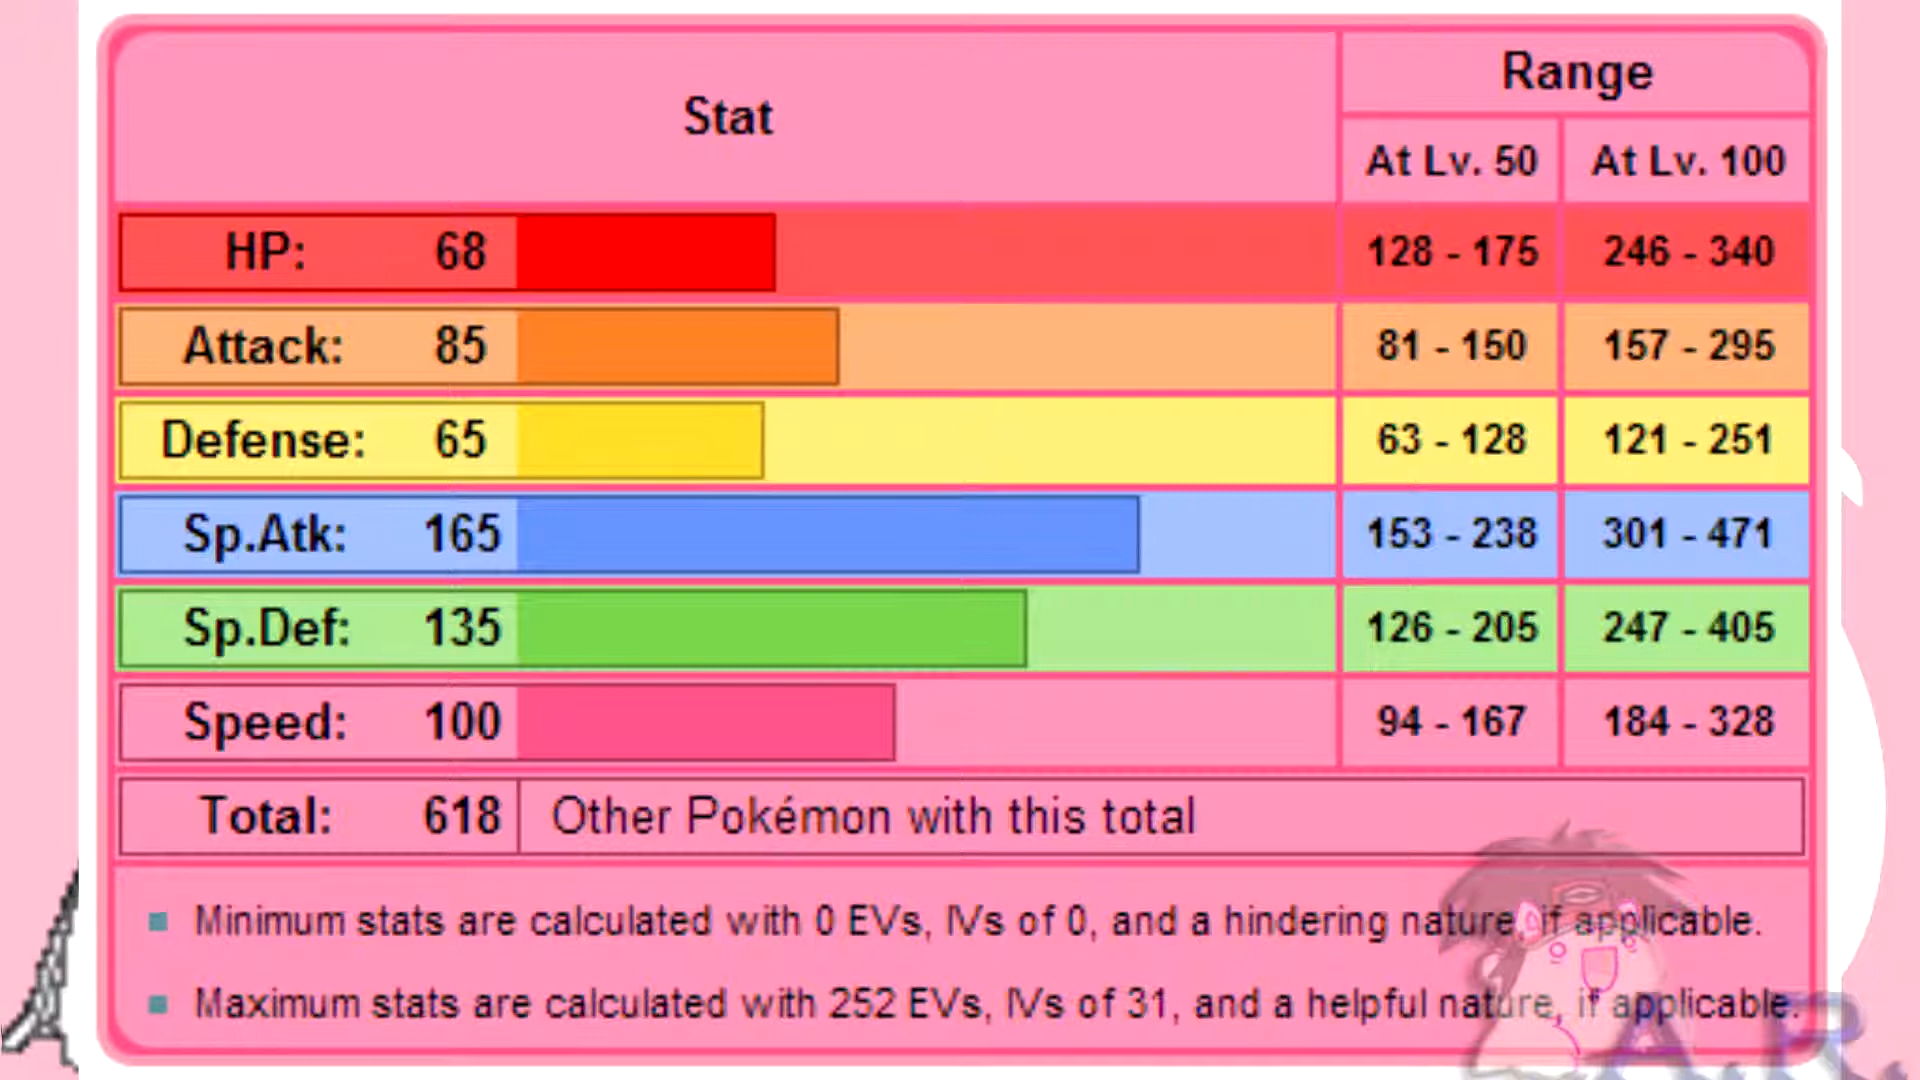 Stat
Range
At Lv. 50 At Lv. 100
HP: 68 128 - 175 246 - 340
Attack: 85 81 - 150 157 - 295
Defense: 65 63 - 128 121 - 251
Sp.Atk: 165 153 - 238 301 - 471
Sp.Def: 135 126 - 205 247 - 405
Speed: 100 94 - 167 184 - 328
Total: 618 Other Pokémon with this total
Minimum stats are calculated with 0 EVs, IVs of 0, and a hindering nature, if applicable.
Maximum stats are calculated with 252 EVs, IVs of 31, and a helpful nature, if applicable.
A.R.